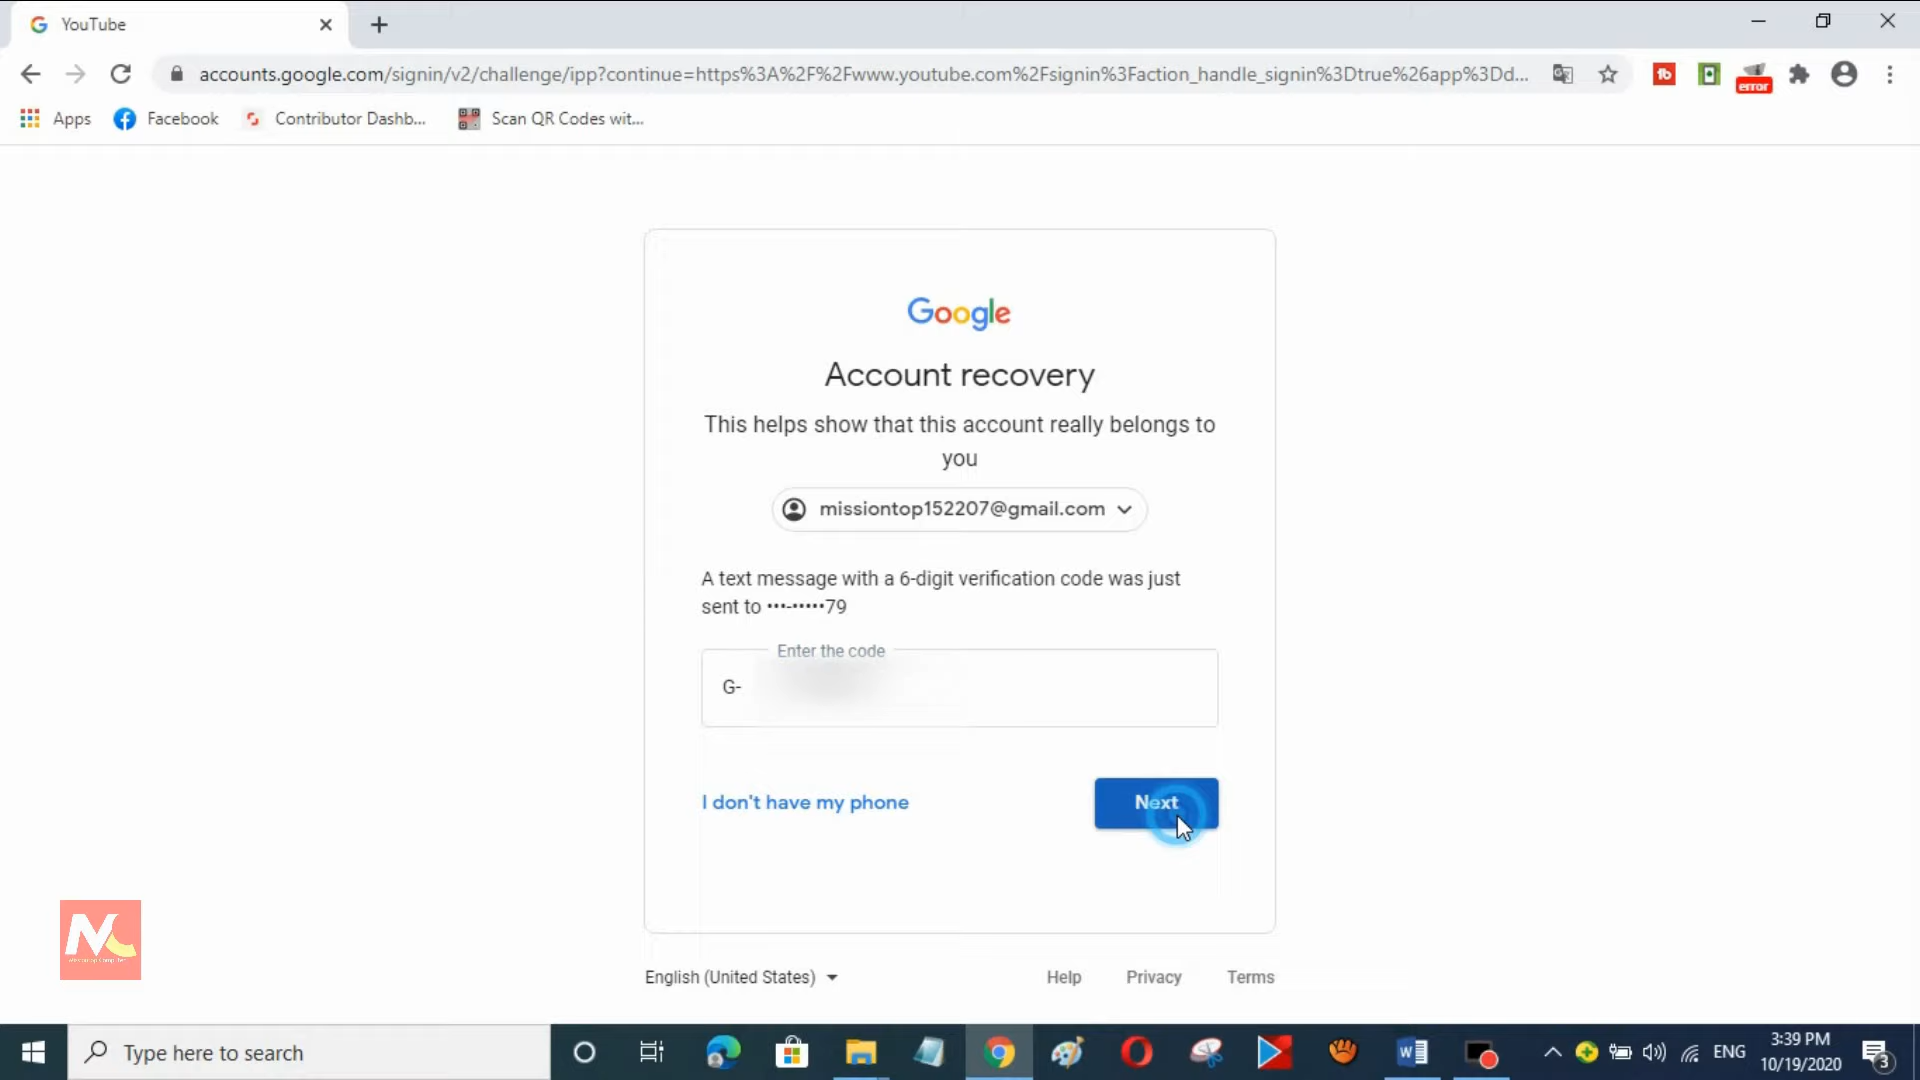 YouTube
accounts.google.com/signin/v2/challenge/ipp?continue=https%3A%2F%2Fwww.youtube.com%2Fsignin%3Faction_handle_signin%3Dtrue%26app%3Dd...
error
Apps
Facebook
Contributor Dashb...
Scan QR Codes wit...
Google
Account recovery
This helps show that this account really belongs to
you
missiontop152207@gmail.com
A text message with a 6-digit verification code was just
sent to •••-•••••79
Enter the code
G-
I don't have my phone
Next
MC
English (United States)
Help
Privacy
Terms
Type here to search
ENG
3:39 PM
10/19/2020
3